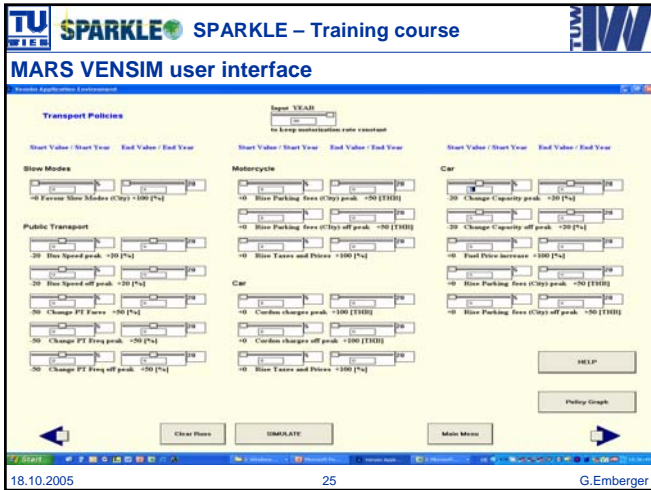 TU
WIEN
SPARKLE
SPARKLE – Training course
TUW
MARS VENSIM user interface
Vensim Application Environment
Transport Policies
Input YEAR
to keep motorization rate constant
Start Value / Start Year End Value / End Year
Start Value / Start Year End Value / End Year
Start Value / Start Year End Value / End Year
Slow Modes
+0 Favour Slow Modes (City) +100 [%]
Public Transport
-20 Bus Speed peak +20 [%]
-20 Bus Speed off peak +20 [%]
-50 Change PT Fares +50 [%]
-50 Change PT Freq peak +50 [%]
-50 Change PT Freq off peak +50 [%]
Motorcycle
+0 Rise Parking fees (City) peak +50 [THB]
+0 Rise Parking fees (City) off peak +50 [THB]
+0 Rise Taxes and Prices +100 [%]
Car
+0 Cordon charges peak +100 [THB]
+0 Cordon charges off peak +100 [THB]
+0 Rise Taxes and Prices +100 [%]
Car
-20 Change Capacity peak +20 [%]
-20 Change Capacity off peak +20 [%]
+0 Fuel Price increase +100 [%]
+0 Rise Parking fees (City) peak +50 [THB]
+0 Rise Parking fees (City) off peak +50 [THB]
HELP
Policy Graph
Clear Runs
SIMULATE
Main Menu
Start
18.10.2005
25
G.Emberger